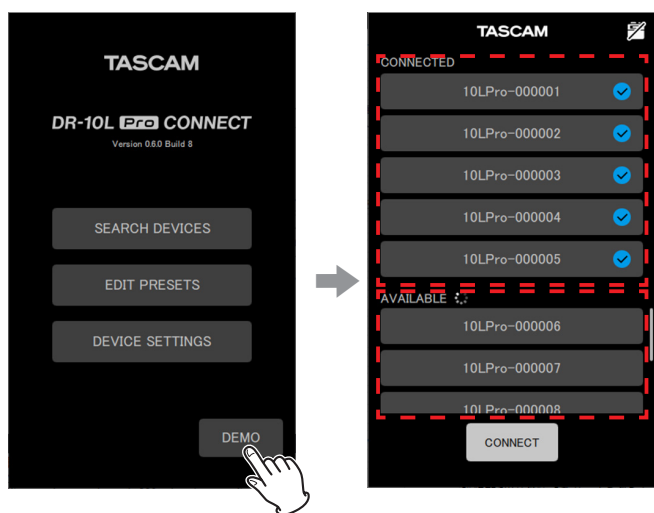 TASCAM
DR-10L Pro CONNECT
Version 0.6.0 Build 8
SEARCH DEVICES
EDIT PRESETS
DEVICE SETTINGS
DEMO
TASCAM
CONNECTED
10LPro-000001
10LPro-000002
10LPro-000003
10LPro-000004
10LPro-000005
AVAILABLE
10LPro-000006
10LPro-000007
10LPro-000008
CONNECT